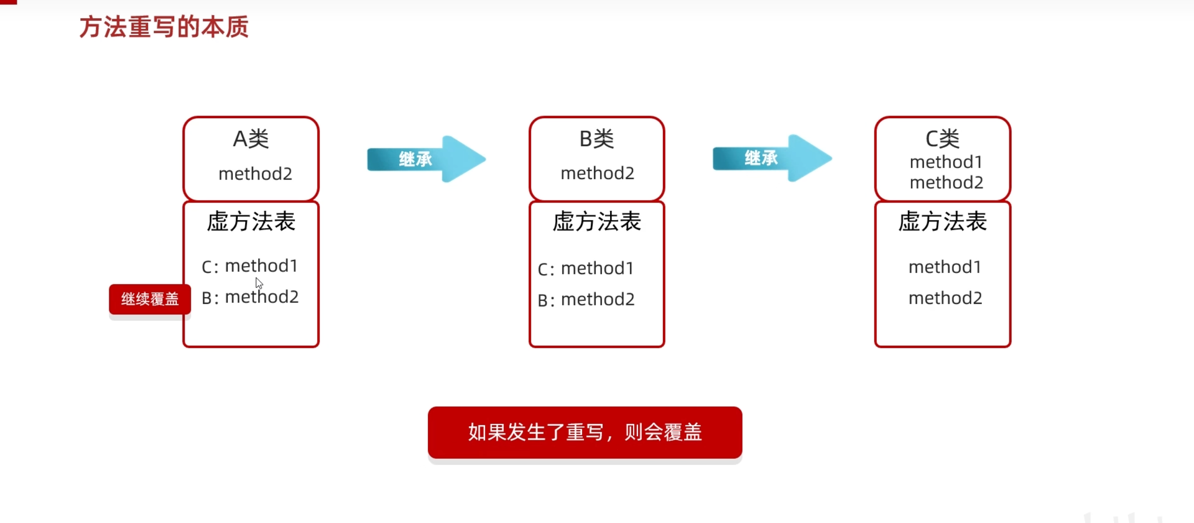 方法重写的本质
A类
method2
继承
B类
method2
继承
C类
method1
method2
虚方法表
C: method1
B: method2
继续覆盖
虚方法表
C: method1
B: method2
虚方法表
method1
method2
如果发生了重写，则会覆盖